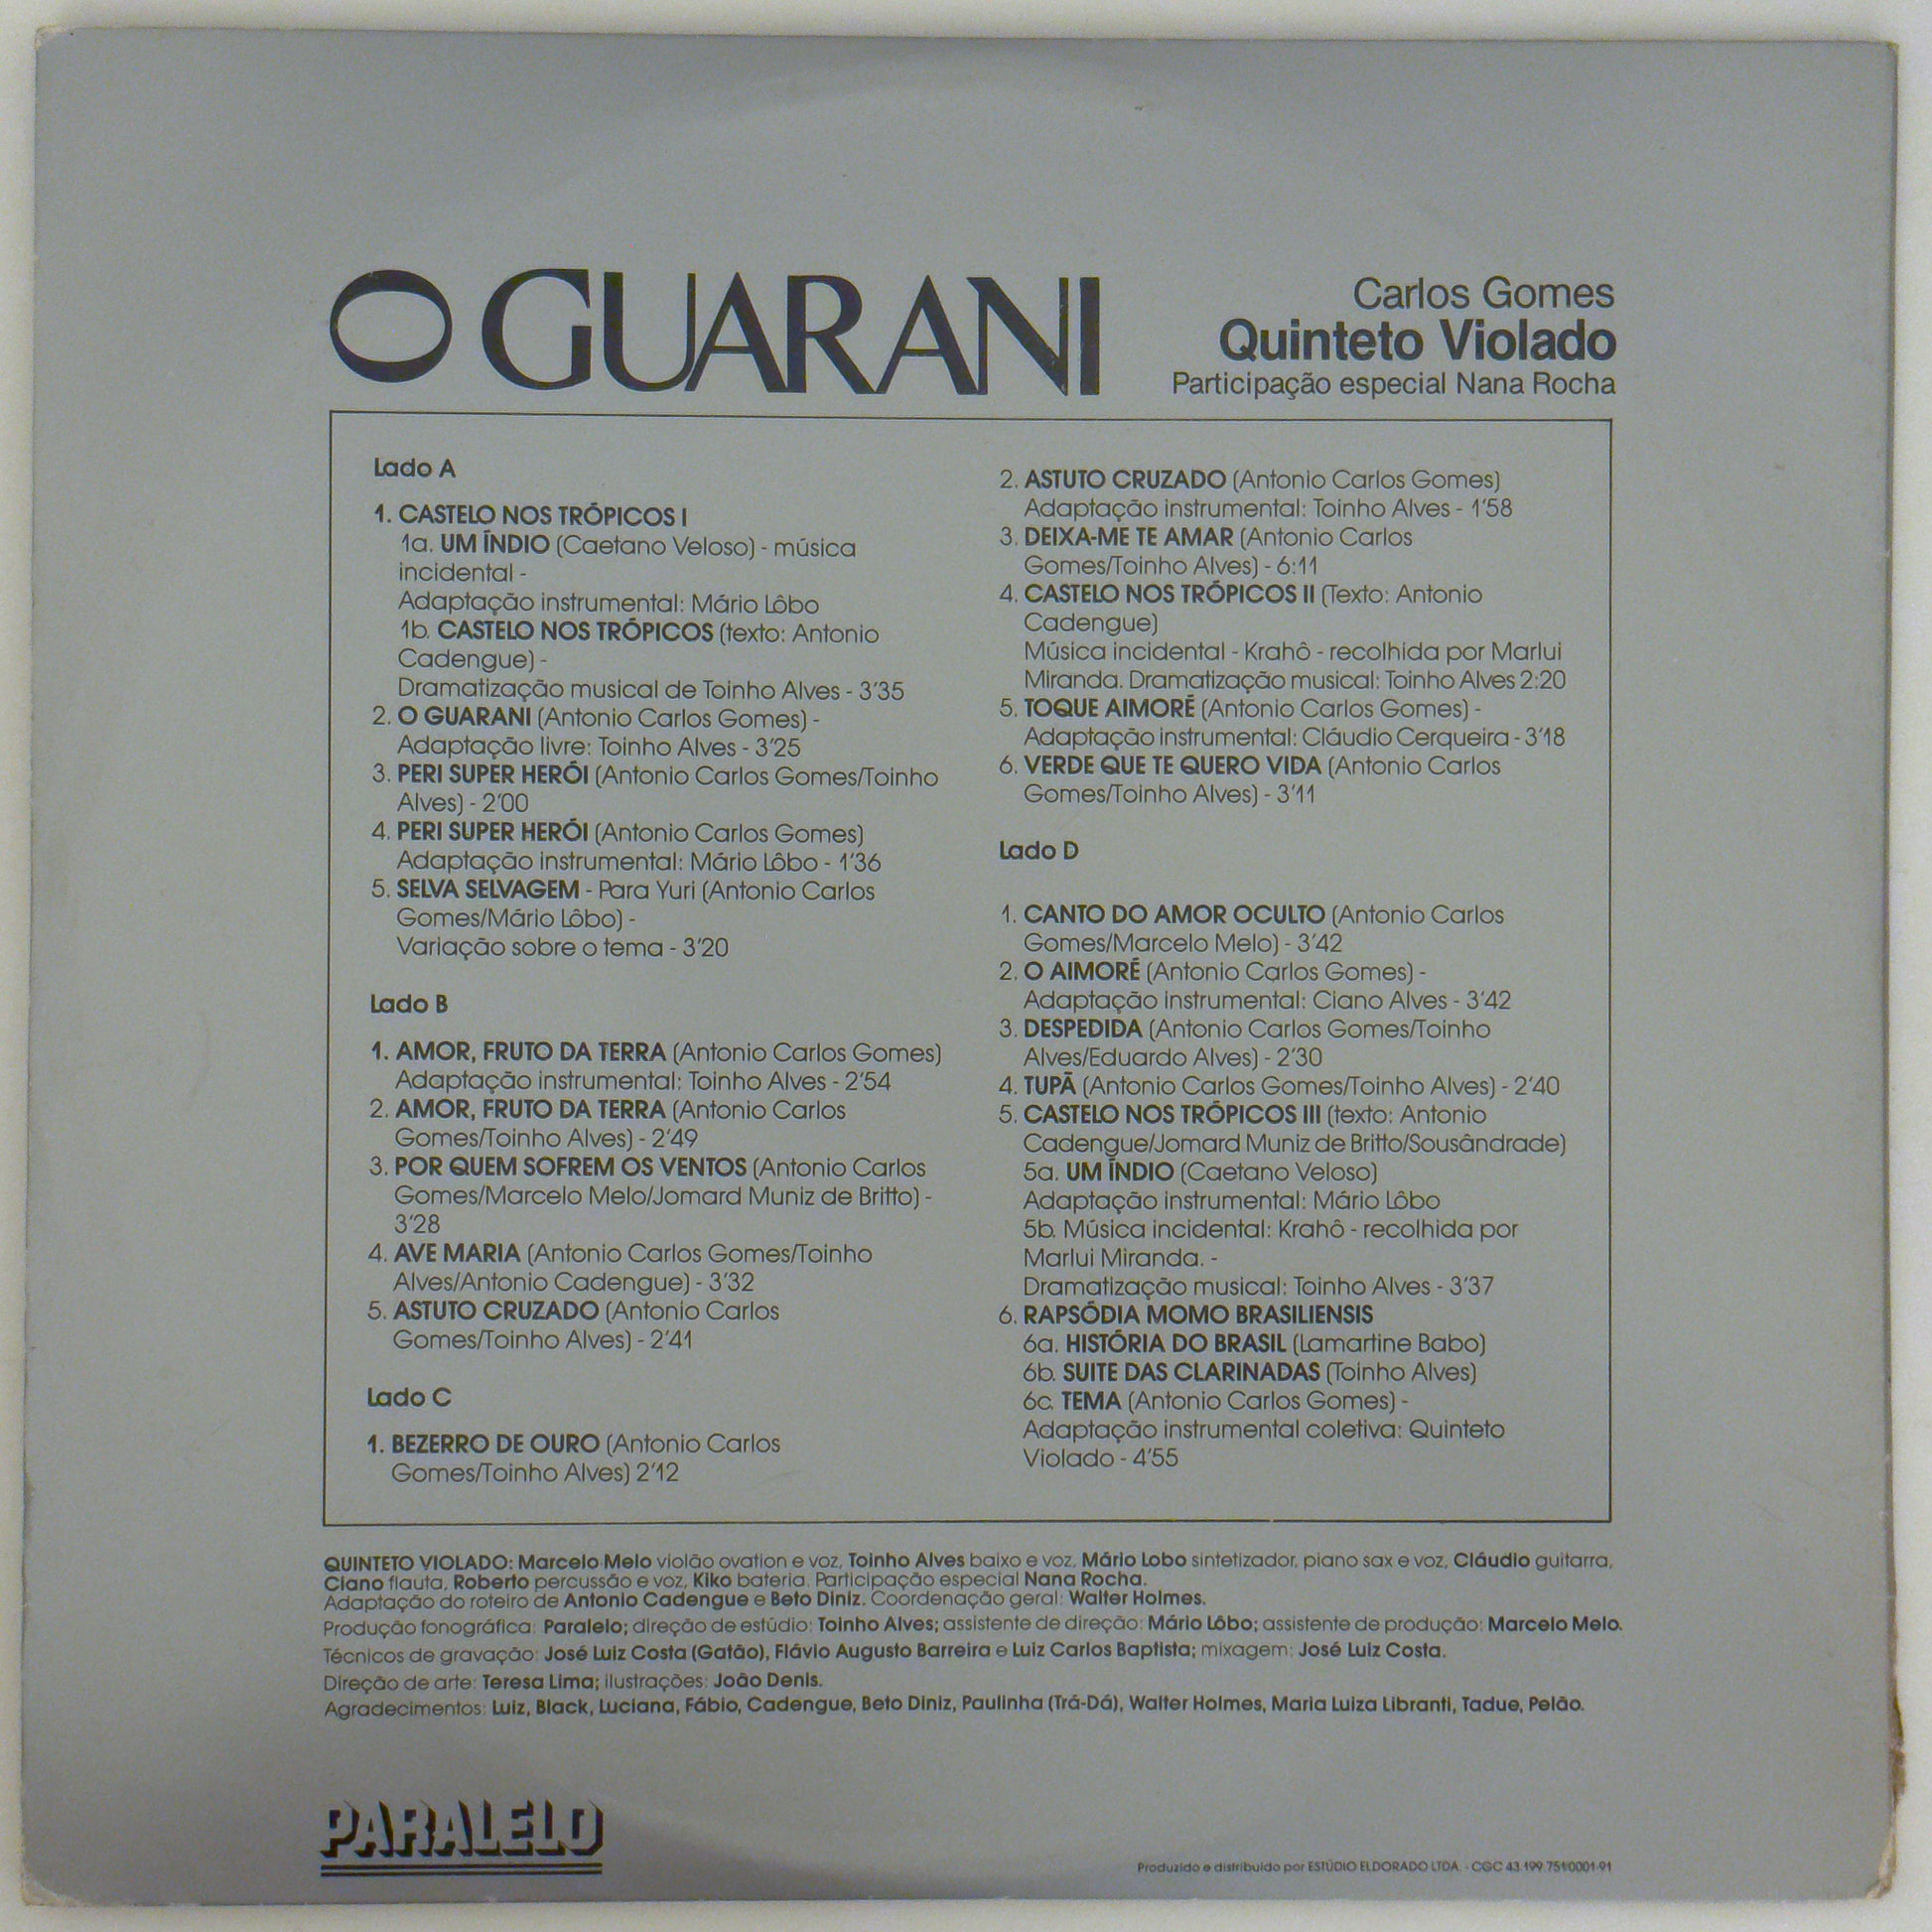 O GUARANI
Carlos Gomes
Quinteto Violado
Participação especial Nana Rocha
Lado A
1. CASTELO NOS TRÓPICOS I
1a. UM ÍNDIO (Caetano Veloso) - música
incidental -
Adaptação instrumental: Mário Lôbo
1b. CASTELO NOS TRÓPICOS (texto: Antonio
Cadengue) -
Dramatização musical de Toinho Alves - 3'35
2. O GUARANI (Antonio Carlos Gomes) -
Adaptação livre: Toinho Alves - 3'25
3. PERI SUPER HERÓI (Antonio Carlos Gomes/Toinho
Alves) - 2'00
4. PERI SUPER HERÓI (Antonio Carlos Gomes)
Adaptação instrumental: Mário Lôbo - 1'36
5. SELVA SELVAGEM - Para Yuri (Antonio Carlos
Gomes/Mário Lôbo) -
Variação sobre o tema - 3'20
Lado B
1. AMOR, FRUTO DA TERRA (Antonio Carlos Gomes)
Adaptação instrumental: Toinho Alves - 2'54
2. AMOR, FRUTO DA TERRA (Antonio Carlos
Gomes/Toinho Alves) - 2'49
3. POR QUEM SOFREM OS VENTOS (Antonio Carlos
Gomes/Marcelo Melo/Jomard Muniz de Britto) -
3'28
4. AVE MARIA (Antonio Carlos Gomes/Toinho
Alves/Antonio Cadengue) - 3'32
5. ASTUTO CRUZADO (Antonio Carlos
Gomes/Toinho Alves) - 2'41
Lado C
1. BEZERRO DE OURO (Antonio Carlos
Gomes/Toinho Alves) 2'12
2. ASTUTO CRUZADO (Antonio Carlos Gomes)
Adaptação instrumental: Toinho Alves - 1'58
3. DEIXA-ME TE AMAR (Antonio Carlos
Gomes/Toinho Alves) - 6:11
4. CASTELO NOS TRÓPICOS II (Texto: Antonio
Cadengue)
Música incidental - Krahô - recolhida por Marlui
Miranda. Dramatização musical: Toinho Alves 2:20
5. TOQUE AIMORÉ (Antonio Carlos Gomes) -
Adaptação instrumental: Cláudio Cerqueira - 3'18
6. VERDE QUE TE QUERO VIDA (Antonio Carlos
Gomes/Toinho Alves) - 3'11
Lado D
1. CANTO DO AMOR OCULTO (Antonio Carlos
Gomes/Marcelo Melo) - 3'42
2. O AIMORÉ (Antonio Carlos Gomes) -
Adaptação instrumental: Ciano Alves - 3'42
3. DESPEDIDA (Antonio Carlos Gomes/Toinho
Alves/Eduardo Alves) - 2'30
4. TUPÃ (Antonio Carlos Gomes/Toinho Alves) - 2'40
5. CASTELO NOS TRÓPICOS III (texto: Antonio
Cadengue/Jomard Muniz de Britto/Sousândrade)
5a. UM ÍNDIO (Caetano Veloso)
Adaptação instrumental: Mário Lôbo
5b. Música incidental: Krahô - recolhida por
Marlui Miranda. -
Dramatização musical: Toinho Alves - 3'37
6. RAPSÓDIA MOMO BRASILIENSIS
6a. HISTÓRIA DO BRASIL (Lamartine Babo)
6b. SUITE DAS CLARINADAS (Toinho Alves)
6c. TEMA (Antonio Carlos Gomes) -
Adaptação instrumental coletiva: Quinteto
Violado - 4'55
QUINTETO VIOLADO: Marcelo Melo violão ovation e voz, Toinho Alves baixo e voz, Mário Lobo sintetizador, piano sax e voz, Cláudio guitarra,
Ciano flauta, Roberto percussão e voz, Kiko bateria. Participação especial Nana Rocha.
Adaptação do roteiro de Antonio Cadengue e Beto Diniz. Coordenação geral: Walter Holmes.
Produção fonográfica: Paralelo; direção de estúdio: Toinho Alves; assistente de direção: Mário Lôbo; assistente de produção: Marcelo Melo.
Técnicos de gravação: José Luiz Costa (Gatão), Flávio Augusto Barreira e Luiz Carlos Baptista; mixagem: José Luiz Costa.
Direção de arte: Teresa Lima; ilustrações: João Denis.
Agradecimentos: Luiz, Black, Luciana, Fábio, Cadengue, Beto Diniz, Paulinha (Trá-Dá), Walter Holmes, Maria Luiza Libranti, Tadue, Pelão.
PARALELO
Produzido e distribuído por ESTÚDIO ELDORADO LTDA. - CGC 43.199.751/0001-91